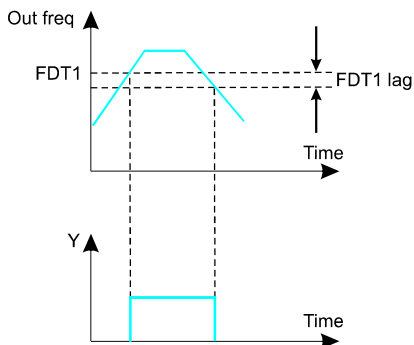 Out freq
FDT1
FDT1 lag
Time
Y
Time